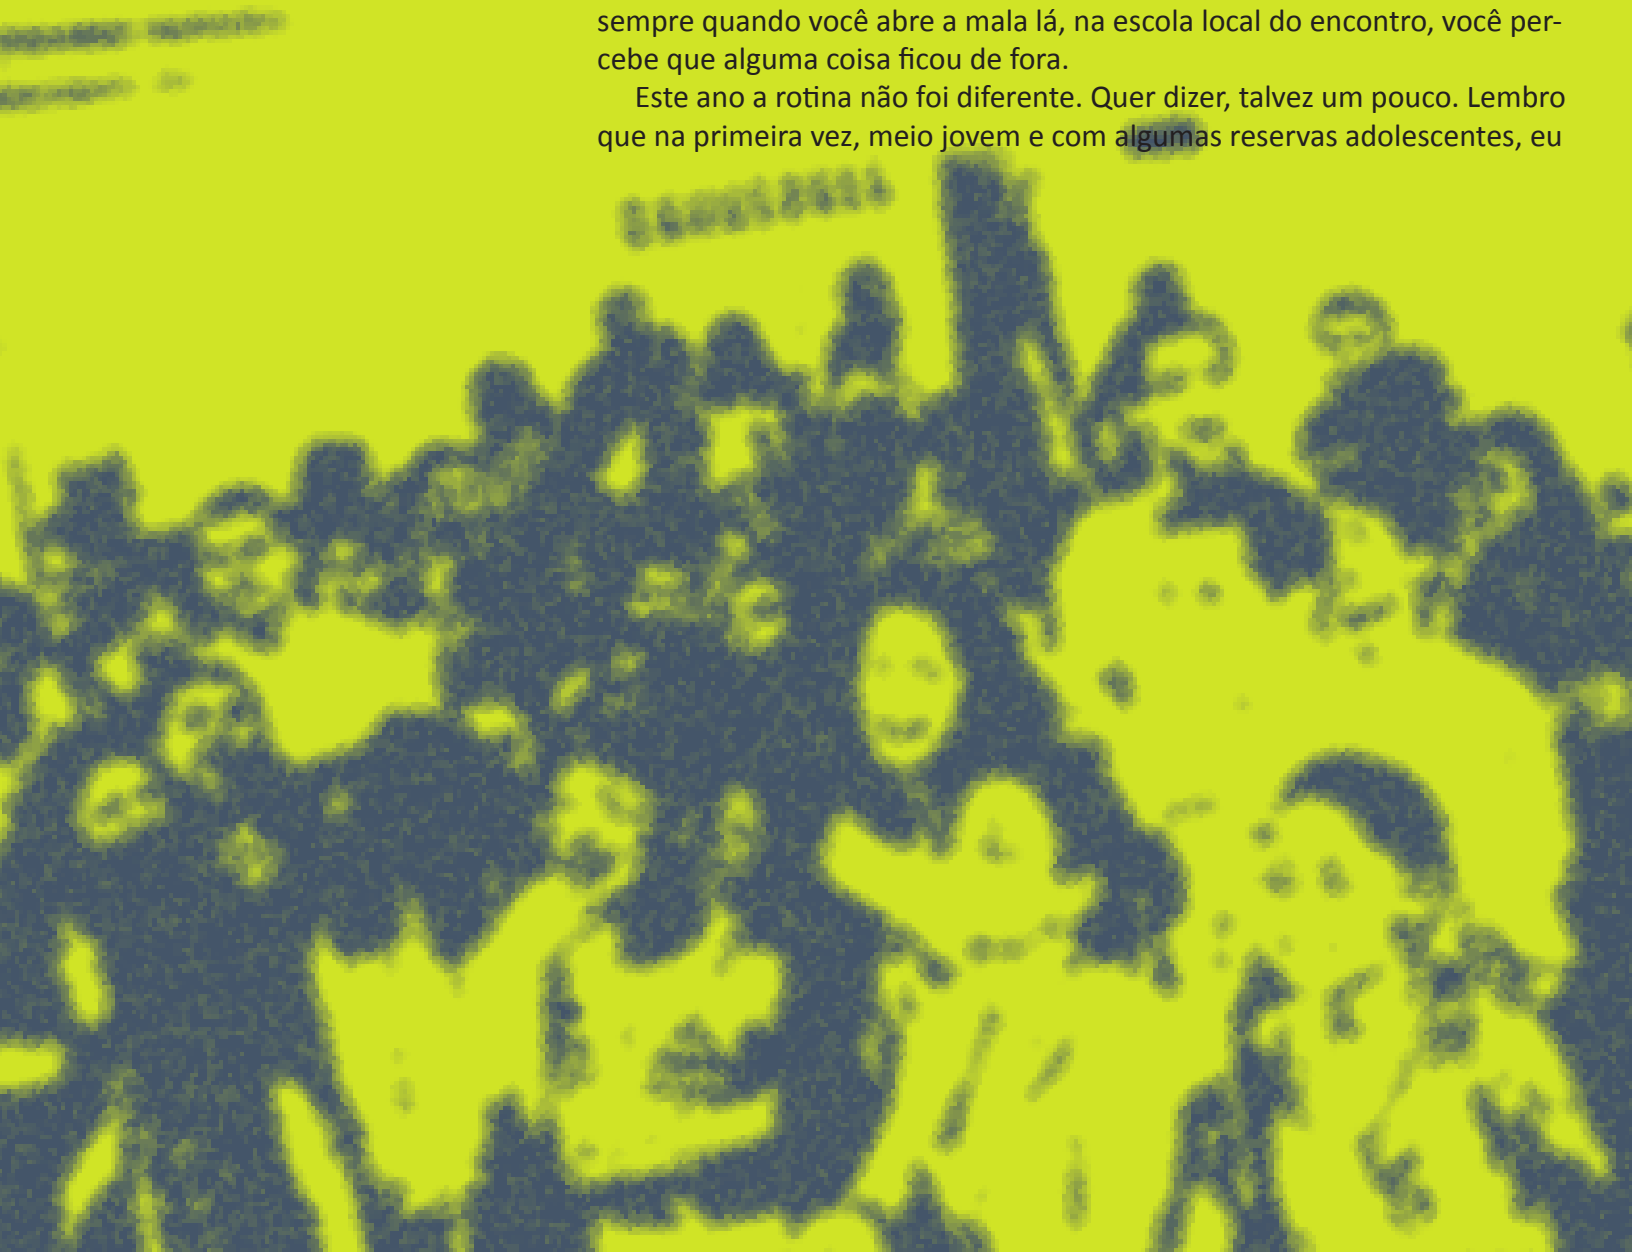 sempre quando você abre a mala lá, na escola local do encontro, você per-
cebe que alguma coisa ficou de fora.
Este ano a rotina não foi diferente. Quer dizer, talvez um pouco. Lembro
que na primeira vez, meio jovem e com algumas reservas adolescentes, eu